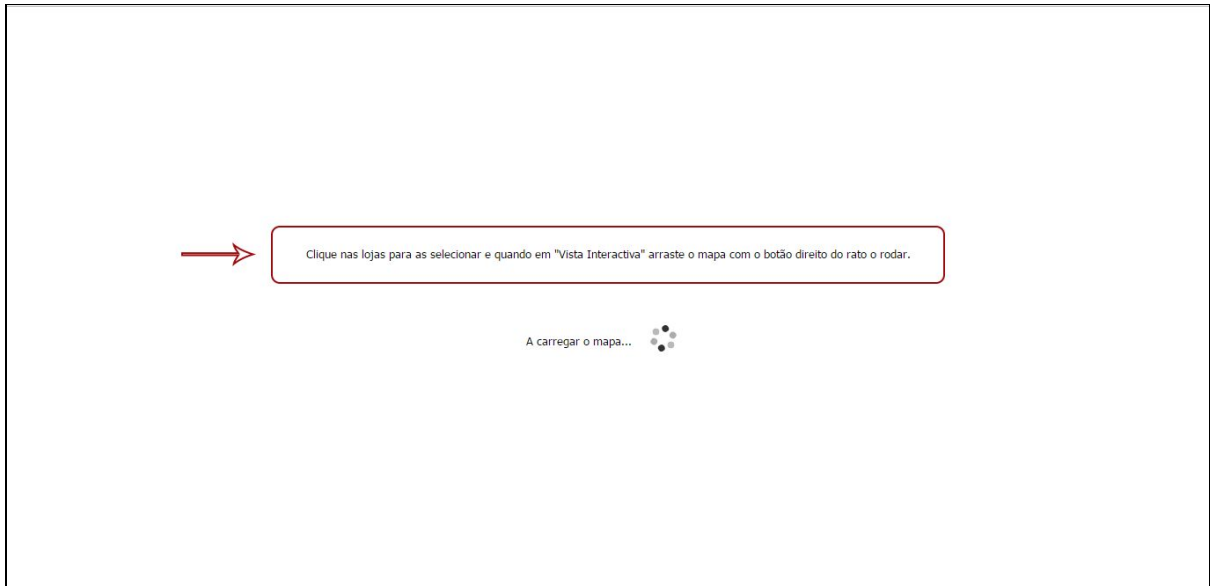 Clique nas lojas para as selecionar e quando em "Vista Interactiva" arraste o mapa com o botão direito do rato o rodar.
A carregar o mapa...